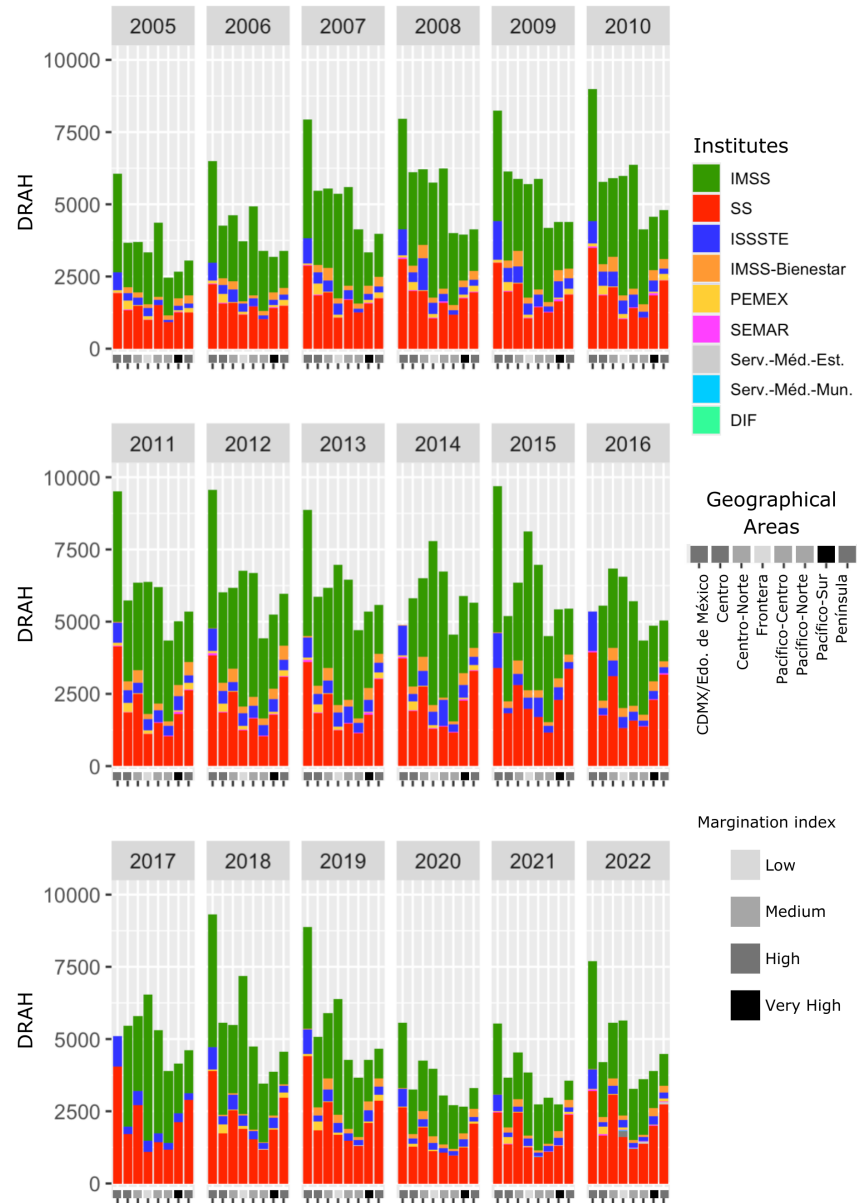 2005 2006 2007 2008 2009 2010
10000
7500
5000
2500
0
DRAH
Institutes
IMSS
SS
ISSSTE
IMSS-Bienestar
PEMEX
SEMAR
Serv.-Méd.-Est.
Serv.-Méd.-Mun.
DIF
2011 2012 2013 2014 2015 2016
10000
7500
5000
2500
0
DRAH
Geographical
Areas
CDMX/Edo. de México
Centro
Centro-Norte
Frontera
Pacífico-Centro
Pacífico-Norte
Pacífico-Sur
Península
2017 2018 2019 2020 2021 2022
10000
7500
5000
2500
0
DRAH
Margination index
Low
Medium
High
Very High